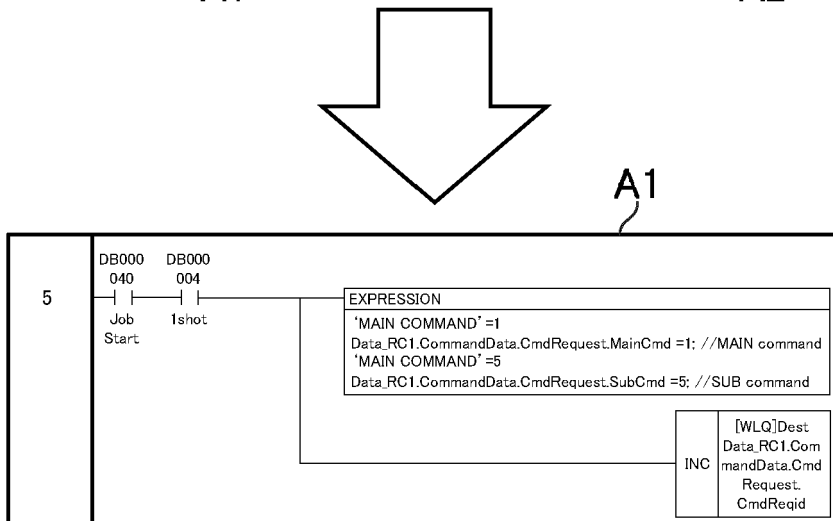 A1
DB000 DB000
040 004
5
Job 1shot
Start
EXPRESSION
‘MAIN COMMAND’=1
Data_RC1.CommandData.CmdRequest.MainCmd =1; //MAIN command
‘MAIN COMMAND’=5
Data_RC1.CommandData.CmdRequest.SubCmd =5; //SUB command
INC
[WLQ]Dest
Data_RC1.Com
mandData.Cmd
Request.
CmdReqid